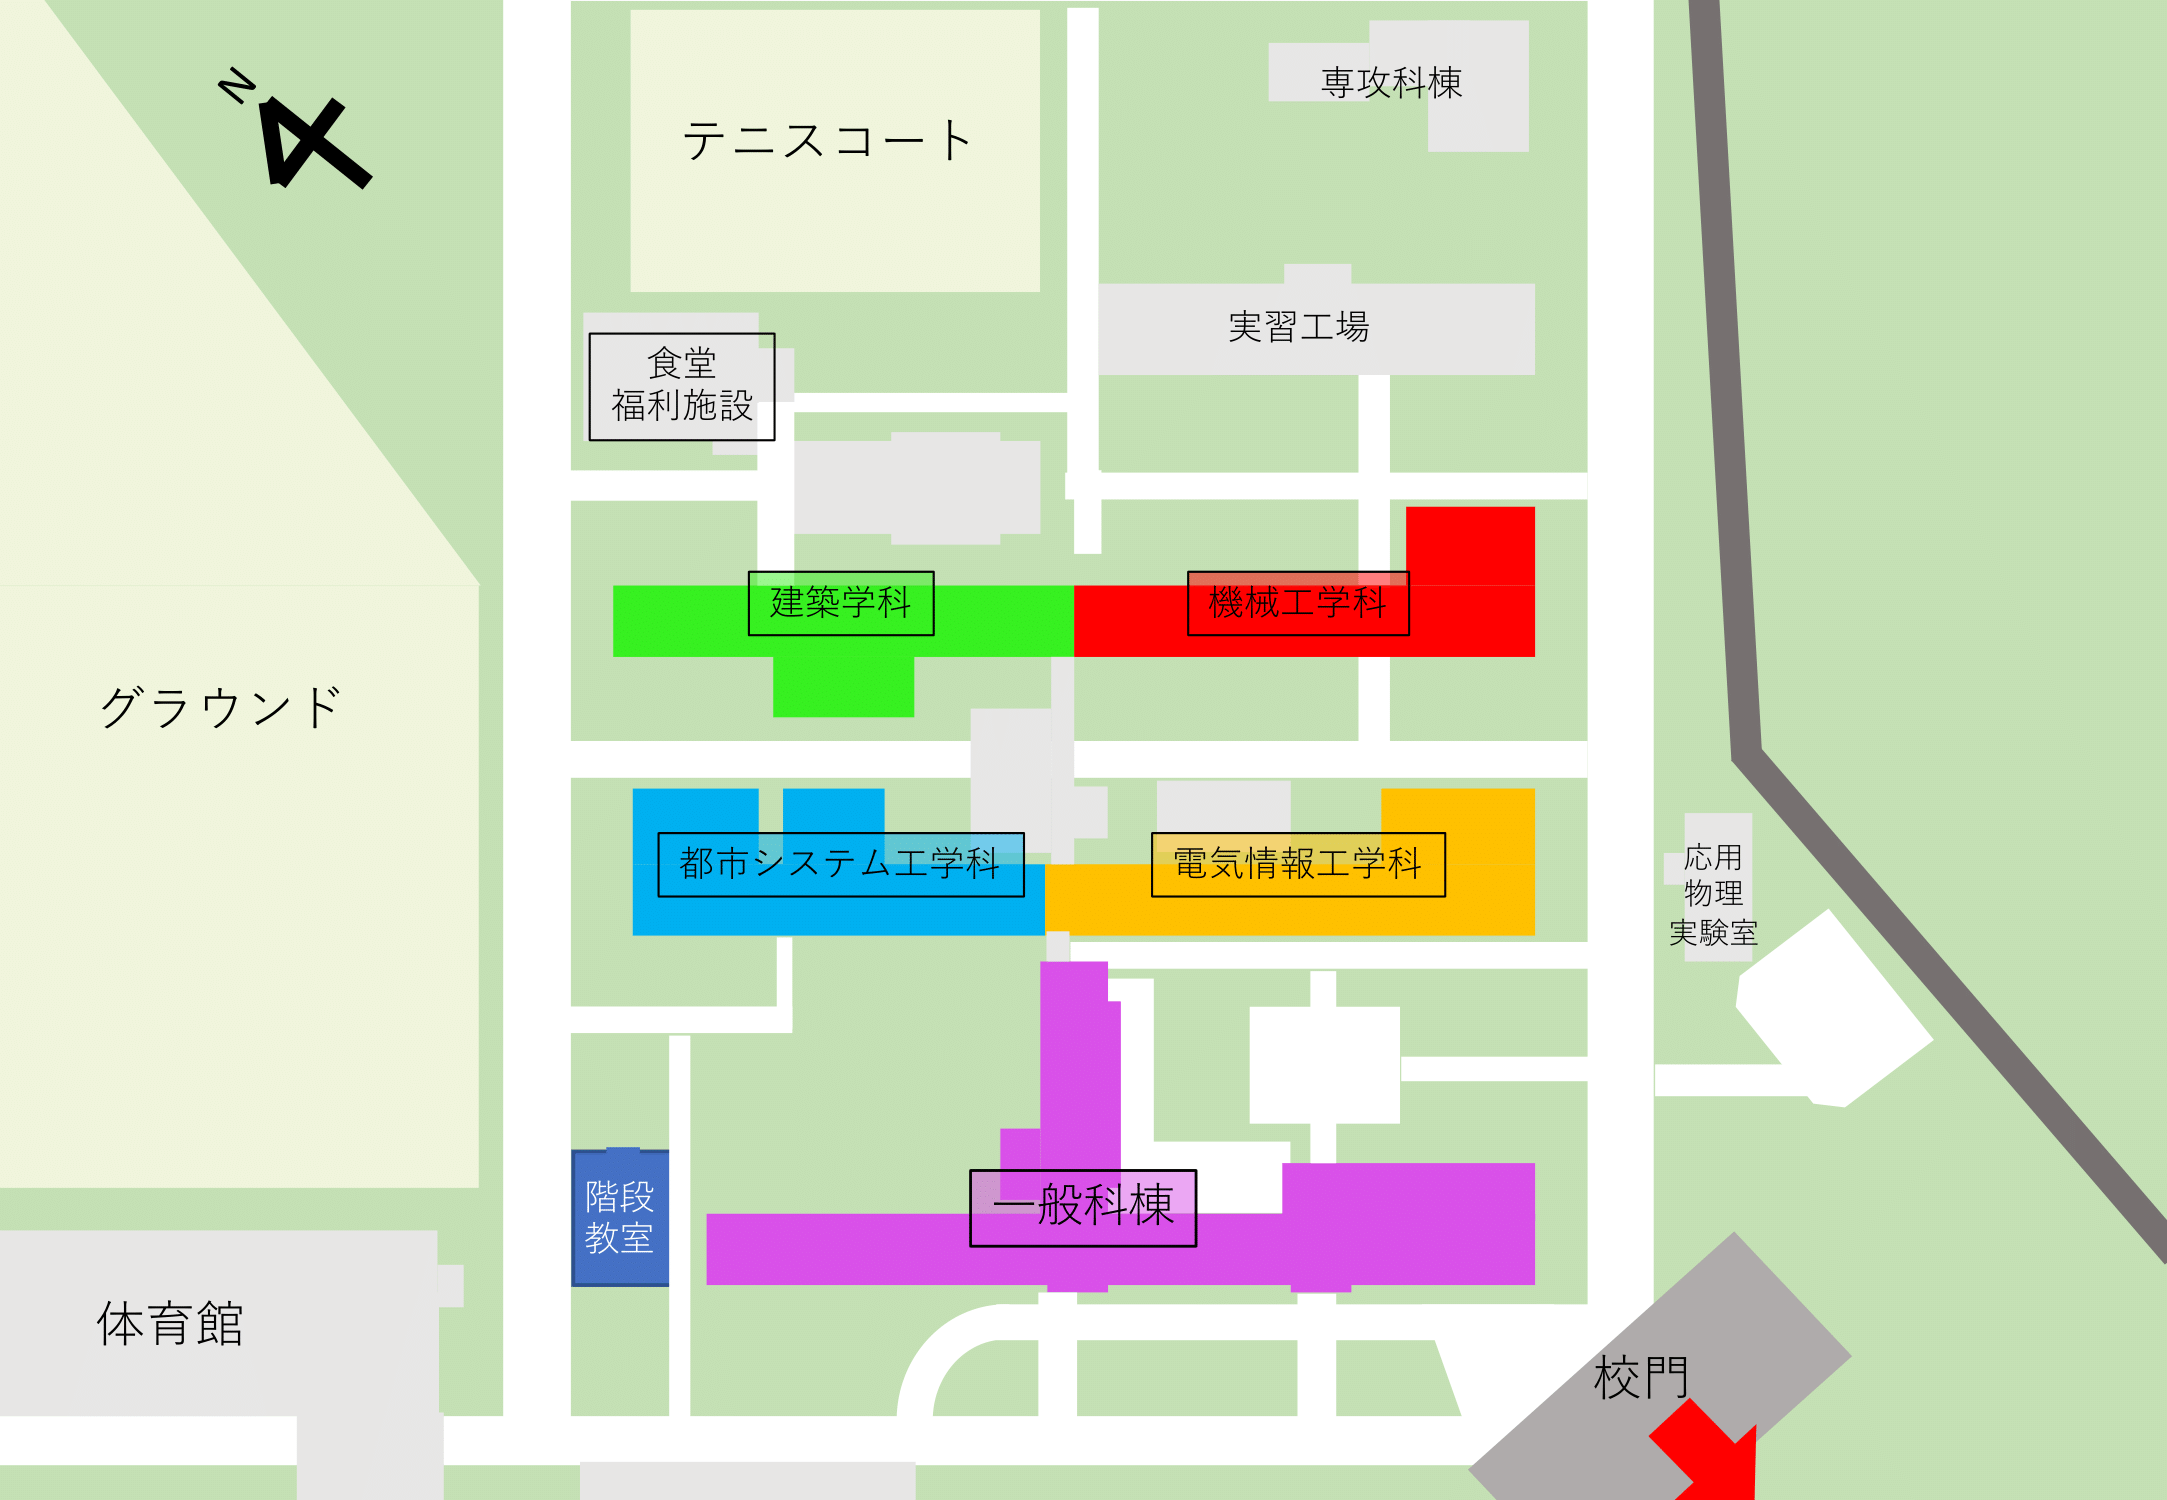 N
専攻科棟
テニスコート
実習工場
食堂
福利施設
建築学科
機械工学科
グラウンド
都市システム工学科
電気情報工学科
応用
物理
実験室
階段
教室
一般科棟
体育館
校門